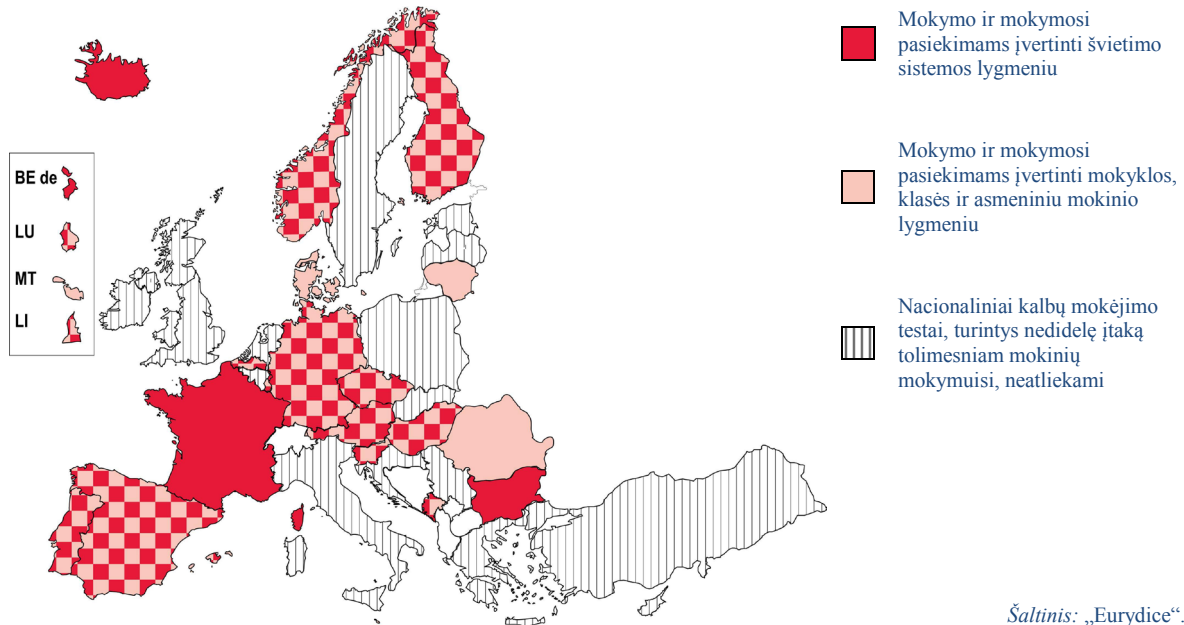 Mokymo ir mokymosi
pasiekimams įvertinti švietimo
sistemos lygmeniu
Mokymo ir mokymosi
pasiekimams įvertinti mokyklos,
klasės ir asmeniniu mokinio
lygmeniu
Nacionaliniai kalbų mokėjimo
testai, turintys nedidelę įtaką
tolimesniam mokinių
mokymuisi, neatliekami
BE de
LU
MT
LI
Šaltinis: „Eurydice“.